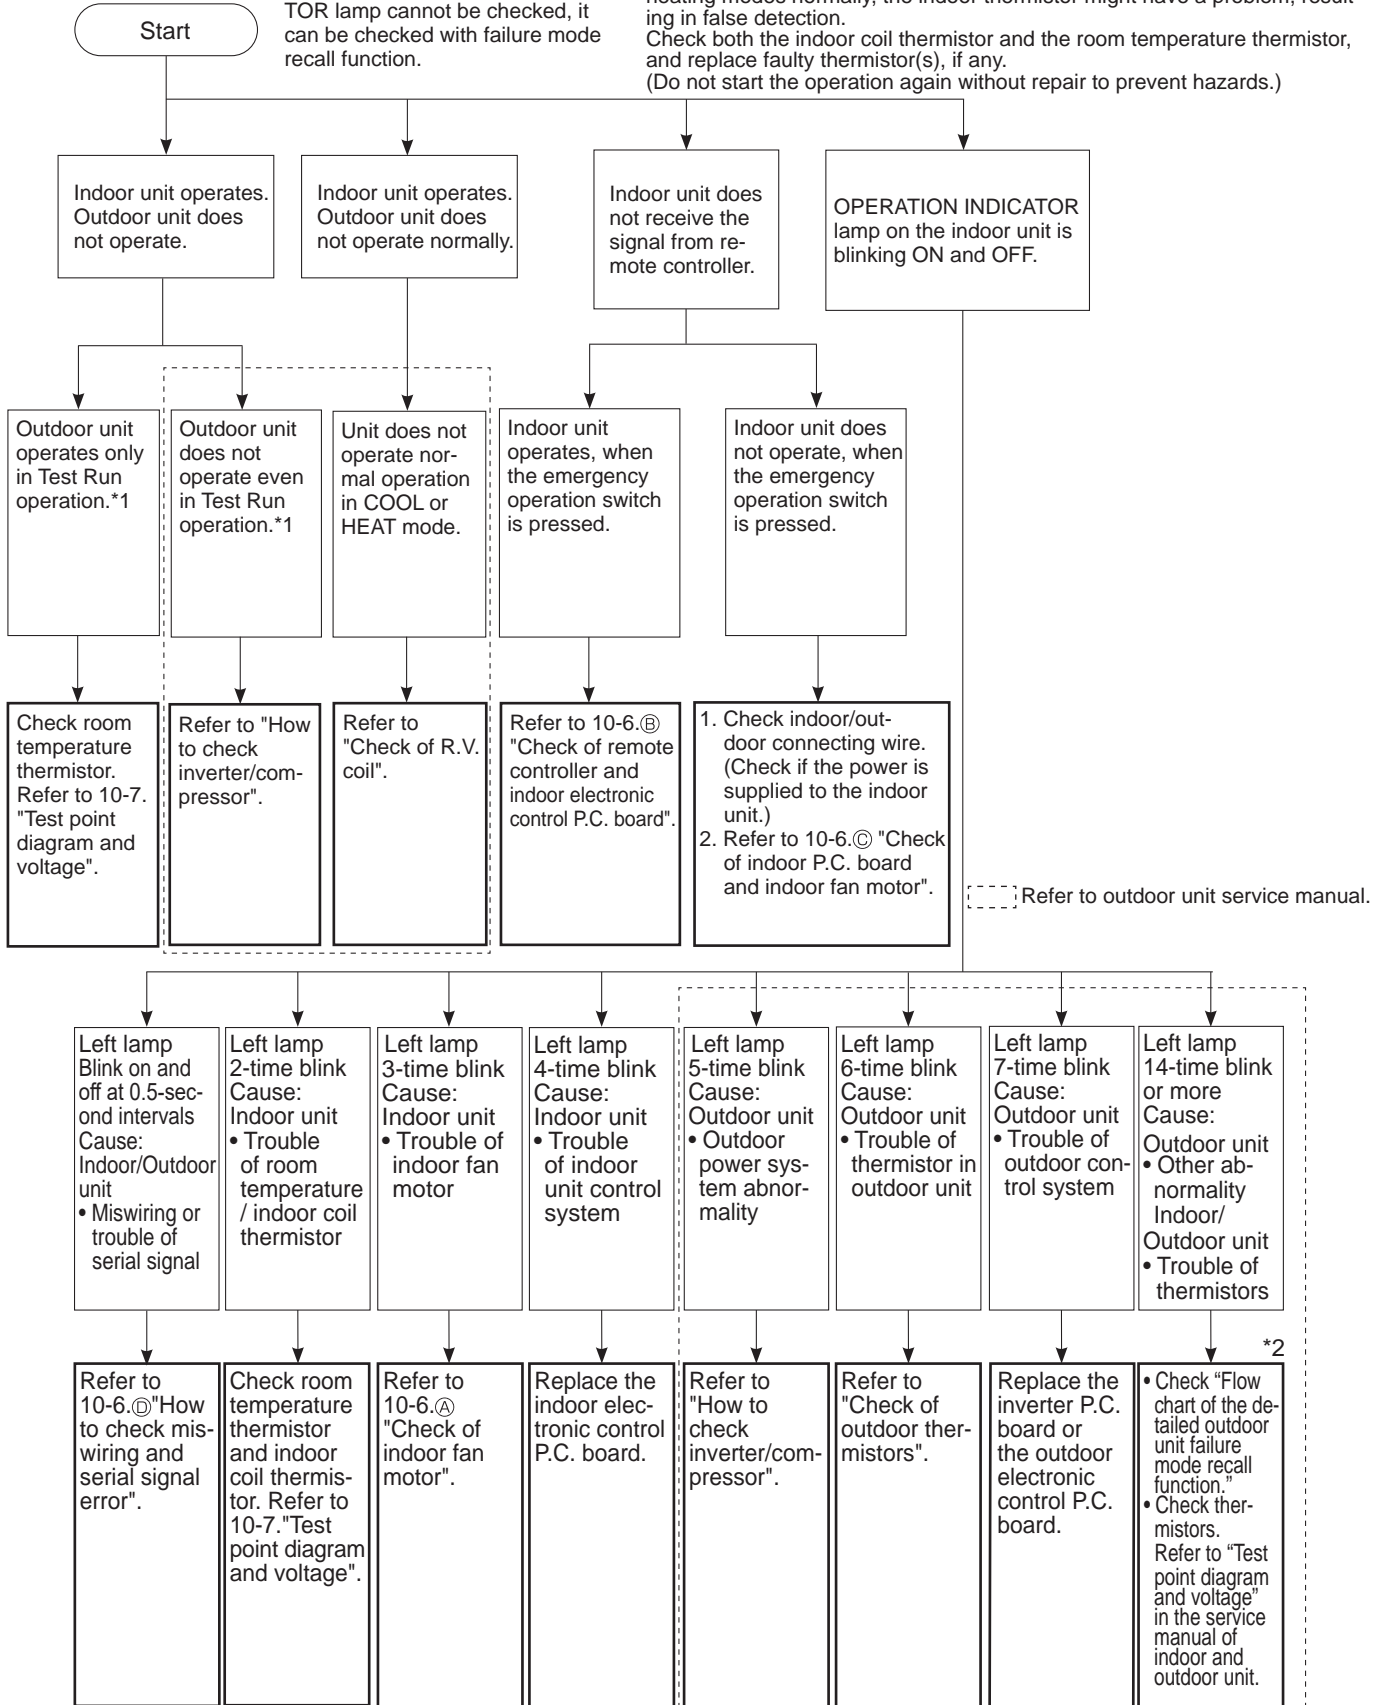 Start
TOR lamp cannot be checked, it
can be checked with failure mode
recall function.
heating modes normally, the indoor thermistor might have a problem, result-
ing in false detection.
Check both the indoor coil thermistor and the room temperature thermistor,
and replace faulty thermistor(s), if any.
(Do not start the operation again without repair to prevent hazards.)
Indoor unit operates.
Outdoor unit does
not operate.
Indoor unit operates.
Outdoor unit does
not operate normally.
Indoor unit does
not receive the
signal from re-
mote controller.
OPERATION INDICATOR
lamp on the indoor unit is
blinking ON and OFF.
Outdoor unit
operates only
in Test Run
operation.*1
Outdoor unit
does not
operate even
in Test Run
operation.*1
Unit does not
operate nor-
mal operation
in COOL or
HEAT mode.
Indoor unit
operates, when
the emergency
operation switch
is pressed.
Indoor unit does
not operate, when
the emergency
operation switch
is pressed.
Check room
temperature
thermistor.
Refer to 10-7.
"Test point
diagram and
voltage".
Refer to "How
to check
inverter/com-
pressor".
Refer to
"Check of R.V.
coil".
Refer to 10-6.Ⓑ
"Check of remote
controller and
indoor electronic
control P.C. board".
1. Check indoor/out-
door connecting wire.
(Check if the power is
supplied to the indoor
unit.)
2. Refer to 10-6.Ⓒ "Check
of indoor P.C. board
and indoor fan motor".
Refer to outdoor unit service manual.
Left lamp
Blink on and
off at 0.5-sec-
ond intervals
Cause:
Indoor/Outdoor
unit
• Miswiring or
trouble of
serial signal
Left lamp
2-time blink
Cause:
Indoor unit
• Trouble
of room
temperature
/ indoor coil
thermistor
Left lamp
3-time blink
Cause:
Indoor unit
• Trouble of
indoor fan
motor
Left lamp
4-time blink
Cause:
Indoor unit
• Trouble
of indoor
unit control
system
Left lamp
5-time blink
Cause:
Outdoor unit
• Outdoor
power sys-
tem abnor-
mality
Left lamp
6-time blink
Cause:
Outdoor unit
• Trouble of
thermistor in
outdoor unit
Left lamp
7-time blink
Cause:
Outdoor unit
• Trouble of
outdoor con-
trol system
Left lamp
14-time blink
or more
Cause:
Outdoor unit
• Other ab-
normality
Indoor/
Outdoor unit
• Trouble of
thermistors
*2
Refer to
10-6.Ⓓ"How
to check mis-
wiring and
serial signal
error".
Check room
temperature
thermistor
and indoor
coil thermis-
tor. Refer to
10-7."Test
point diagram
and voltage".
Refer to
10-6.Ⓐ
"Check of
indoor fan
motor".
Replace the
indoor elec-
tronic control
P.C. board.
Refer to
"How to
check
inverter/com-
pressor".
Refer to
"Check of
outdoor ther-
mistors".
Replace the
inverter P.C.
board or
the outdoor
electronic
control P.C.
board.
• Check “Flow
chart of the de-
tailed outdoor
unit failure
mode recall
function.”
• Check ther-
mistors.
Refer to “Test
point diagram
and voltage”
in the service
manual of
indoor and
outdoor unit.